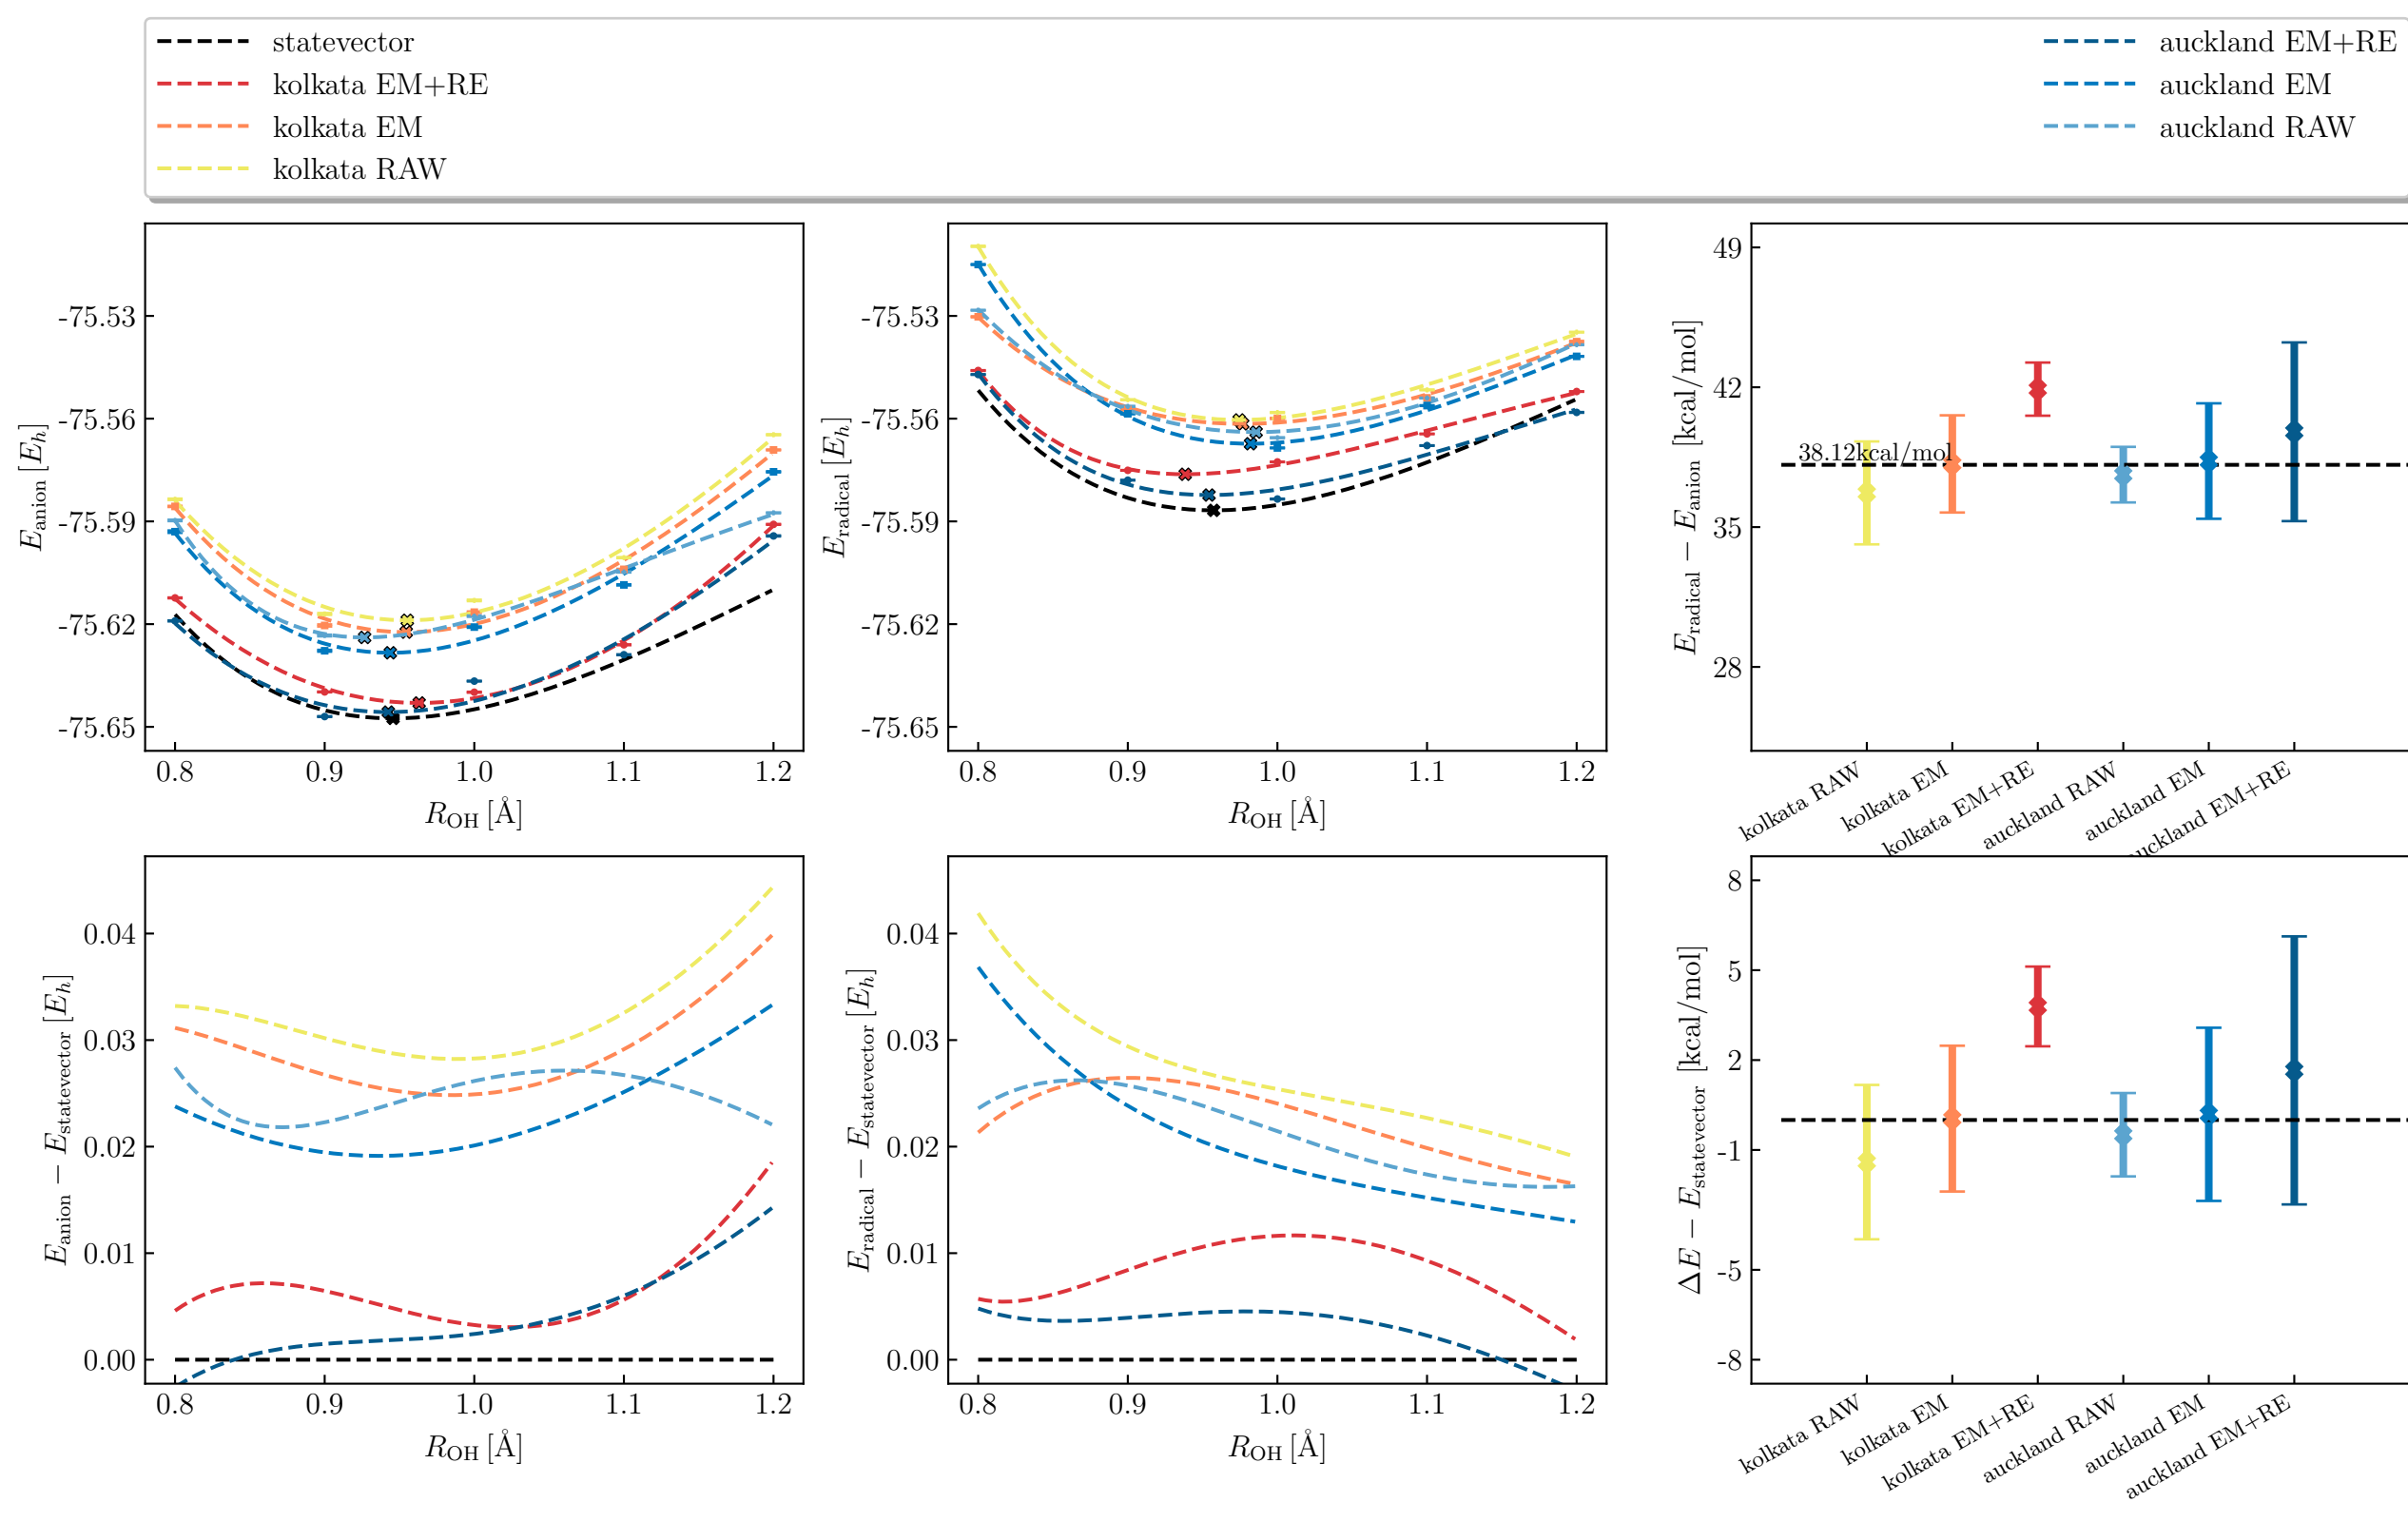 statevector
kolkata EM+RE
kolkata EM
kolkata RAW
auckland EM+RE
auckland EM
auckland RAW
E_anion [E_h]
-75.53
-75.56
-75.59
-75.62
-75.65
0.8 0.9 1.0 1.1 1.2
R_OH [Å]
E_radical [E_h]
-75.53
-75.56
-75.59
-75.62
-75.65
0.8 0.9 1.0 1.1 1.2
R_OH [Å]
E_radical − E_anion [kcal/mol]
49
42
35
28
38.12kcal/mol
kolkata RAW
kolkata EM
kolkata EM+RE
auckland RAW
auckland EM
uckland EM+RE
E_anion − E_statevector [E_h]
0.04
0.03
0.02
0.01
0.00
0.8 0.9 1.0 1.1 1.2
R_OH [Å]
E_radical − E_statevector [E_h]
0.04
0.03
0.02
0.01
0.00
0.8 0.9 1.0 1.1 1.2
R_OH [Å]
ΔE − E_statevector [kcal/mol]
8
5
2
-1
-5
-8
kolkata RAW
kolkata EM
kolkata EM+RE
auckland RAW
auckland EM
auckland EM+RE